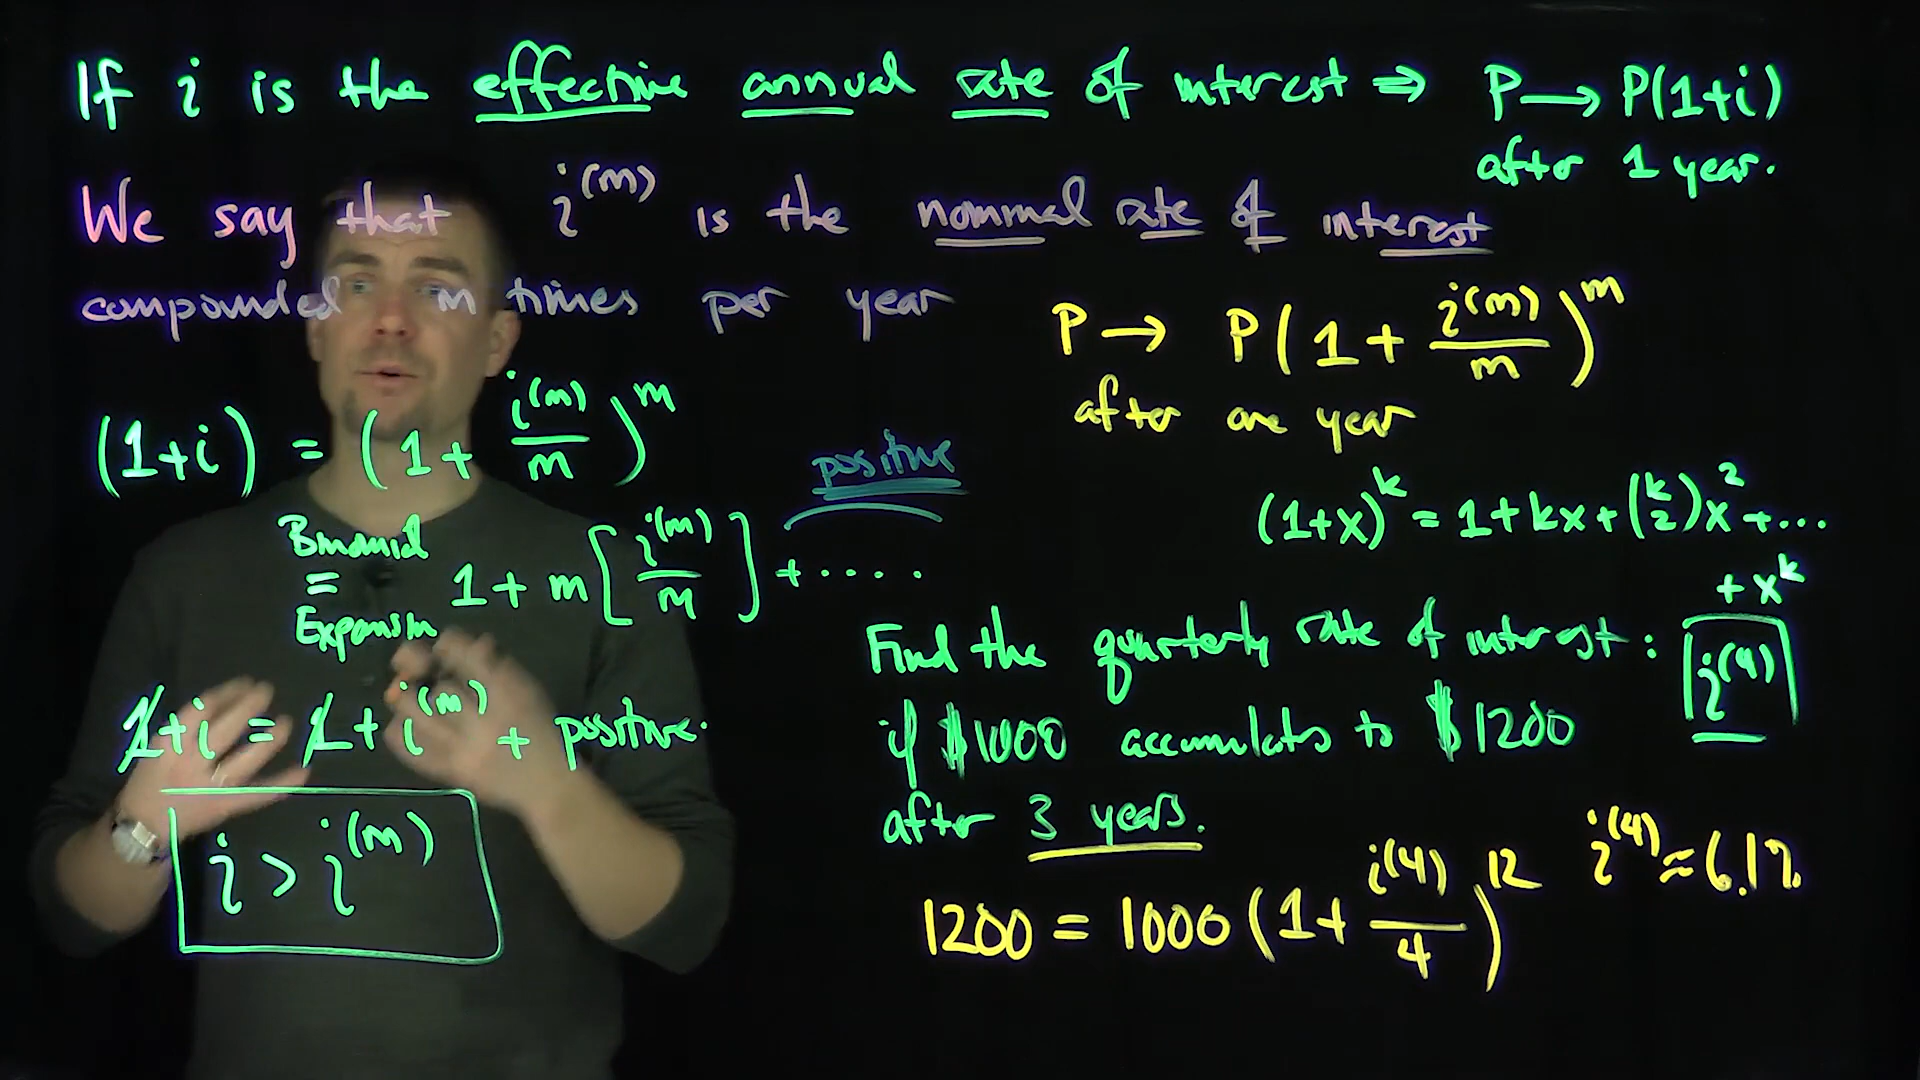 If i is the effective annual rate of interest ⇒ P → P(1+i)
after 1 year.
We say that i^(m) is the nominal rate of interest
compounded m times per year
P → P(1 + i^(m)/m)^m
after one year
(1+i) = (1 + i^(m)/m)^m
positive
(1+x)^k = 1 + kx + (k 2)x^2 + ...
+ x^k
Binomial
= 1 + m[i^(m)/m] + ....
Expansion
1+i = 1 + i^(m) + positive.
i > i^(m)
Find the quarterly rate of interest: i^(4)
if $1000 accumulates to $1200
after 3 years.
i^(4) ≈ 6.1%
1200 = 1000(1 + i^(4)/4)^12